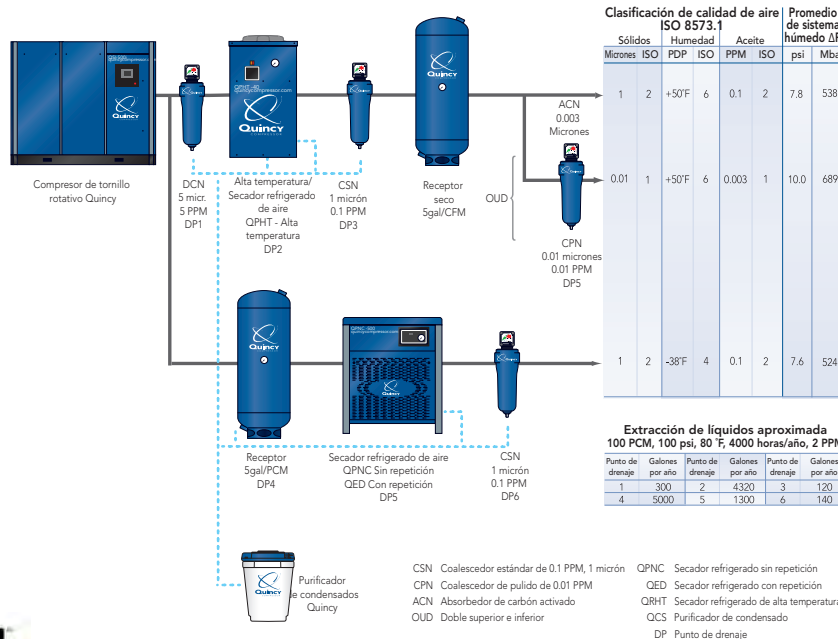 Clasificación de calidad de aire
ISO 8573.1
Promedio
de sistema
húmedo ΔP
Sólidos Humedad Aceite
Micrones ISO PDP ISO PPM ISO psi Mba
1 2 +50˚F 6 0.1 2 7.8 538
0.01 1 +50˚F 6 0.003 1 10.0 689
1 2 -38˚F 4 0.1 2 7.6 524
Quincy
COMPRESSOR
QPHT -40
quincycompressor.com
Quincy
COMPRESSOR
Quincy
Compresor de tornillo
rotativo Quincy
DCN
5 micr.
5 PPM
DP1
Alta temperatura/
Secador refrigerado
de aire
QPHT - Alta
temperatura
DP2
CSN
1 micrón
0.1 PPM
DP3
Receptor
seco
5gal/CFM
ACN
0.003
Micrones
OUD
CPN
0.01 micrones
0.01 PPM
DP5
Quincy
QPNC -500
quincycompressor.com
Quincy
Receptor
5gal/PCM
DP4
Secador refrigerado de aire
QPNC Sin repetición
QED Con repetición
DP5
CSN
1 micrón
0.1 PPM
DP6
Extracción de líquidos aproximada
100 PCM, 100 psi, 80 ˚F, 4000 horas/año, 2 PPM
Punto de drenaje Galones por año Punto de drenaje Galones por año Punto de drenaje Galones por año
1 300 2 4320 3 120
4 5000 5 1300 6 140
Quincy
Purificador
de condensados
Quincy
CSN Coalescedor estándar de 0.1 PPM, 1 micrón
CPN Coalescedor de pulido de 0.01 PPM
ACN Absorbedor de carbón activado
OUD Doble superior e inferior
QPNC Secador refrigerado sin repetición
QED Secador refrigerado con repetición
QRHT Secador refrigerado de alta temperatura
QCS Purificador de condensado
DP Punto de drenaje